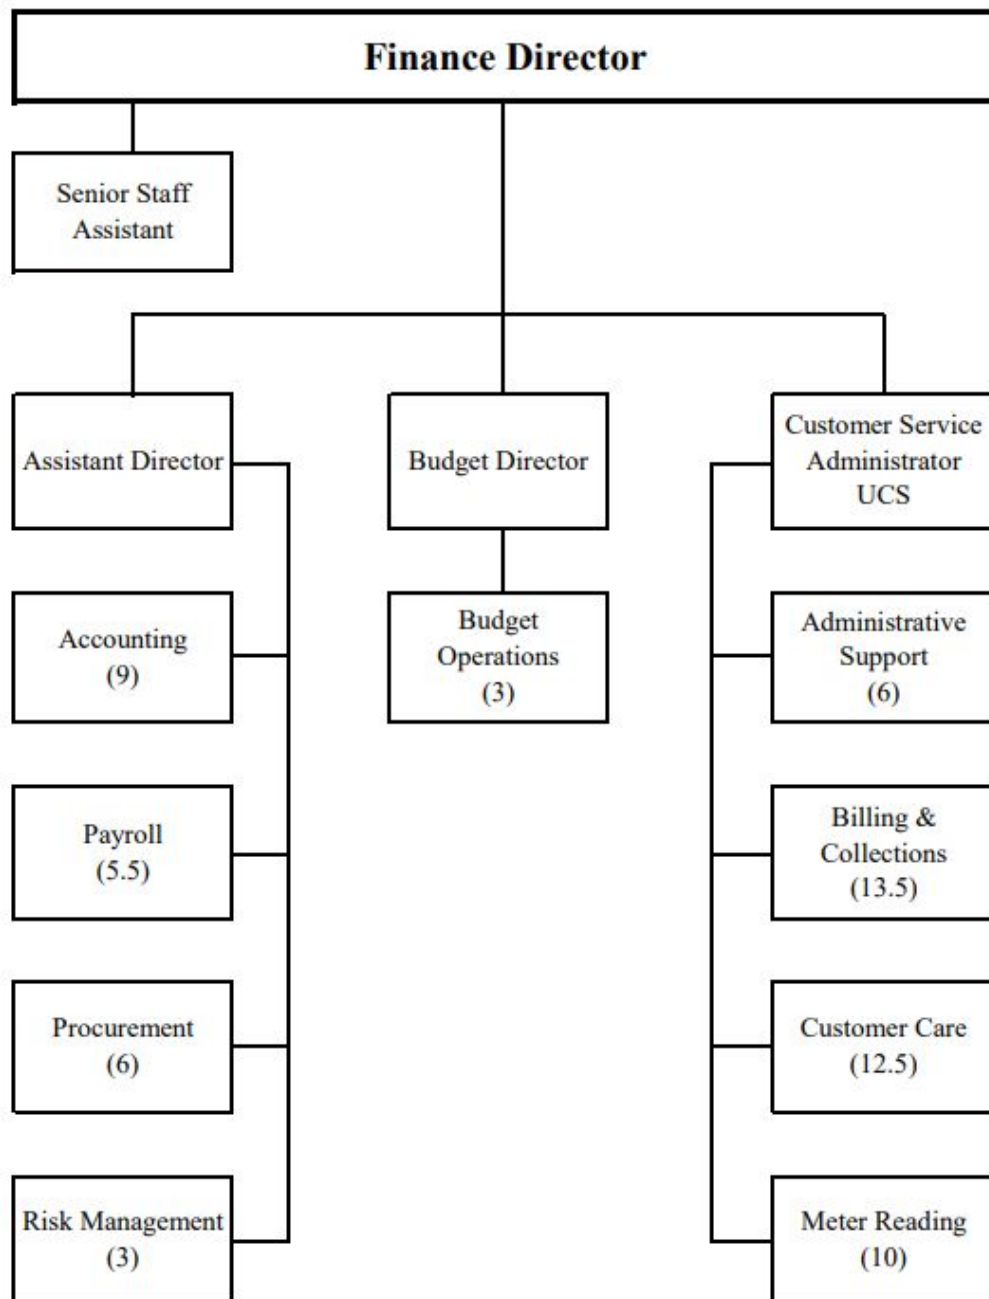 Finance Director
Senior Staff
Assistant
Assistant Director
Budget Director
Customer Service
Administrator
UCS
Accounting
(9)
Budget
Operations
(3)
Administrative
Support
(6)
Payroll
(5.5)
Billing &
Collections
(13.5)
Procurement
(6)
Customer Care
(12.5)
Risk Management
(3)
Meter Reading
(10)